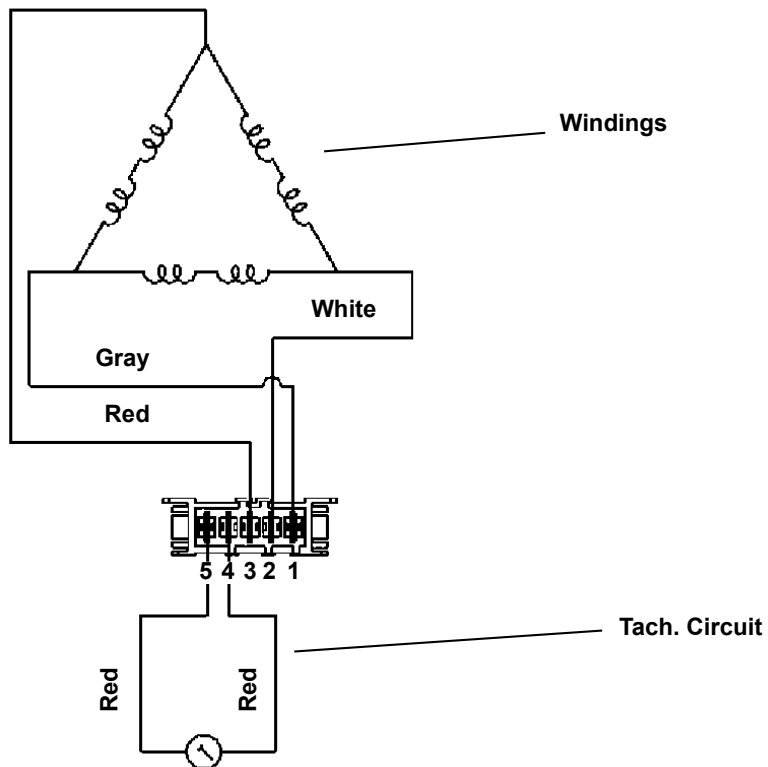 Windings
White
Gray
Red
5 4 3 2 1
Tach. Circuit
Red
Red